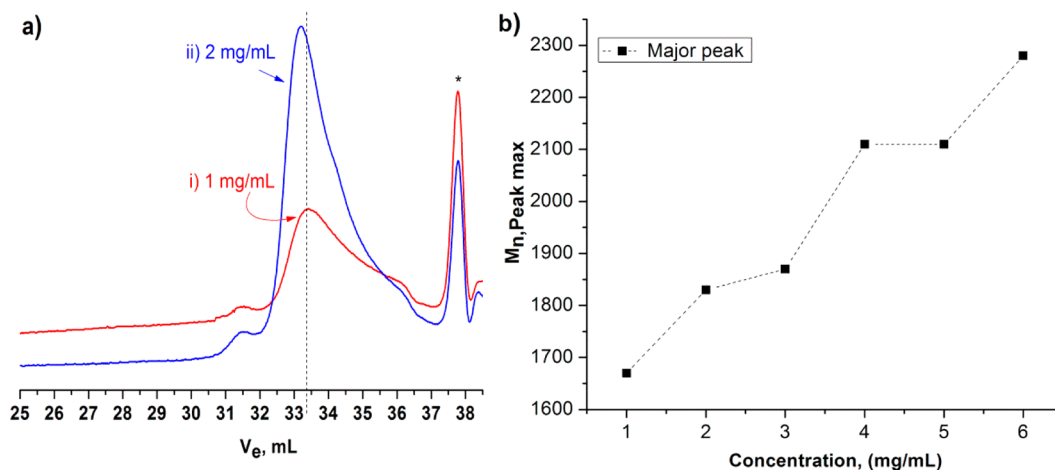 a)
ii) 2 mg/mL
i) 1 mg/mL
*
25 26 27 28 29 30 31 32 33 34 35 36 37 38
Ve, mL
b)
Major peak
2300
2200
2100
2000
1900
1800
1700
1600
Mn,Peak max
1 2 3 4 5 6
Concentration, (mg/mL)